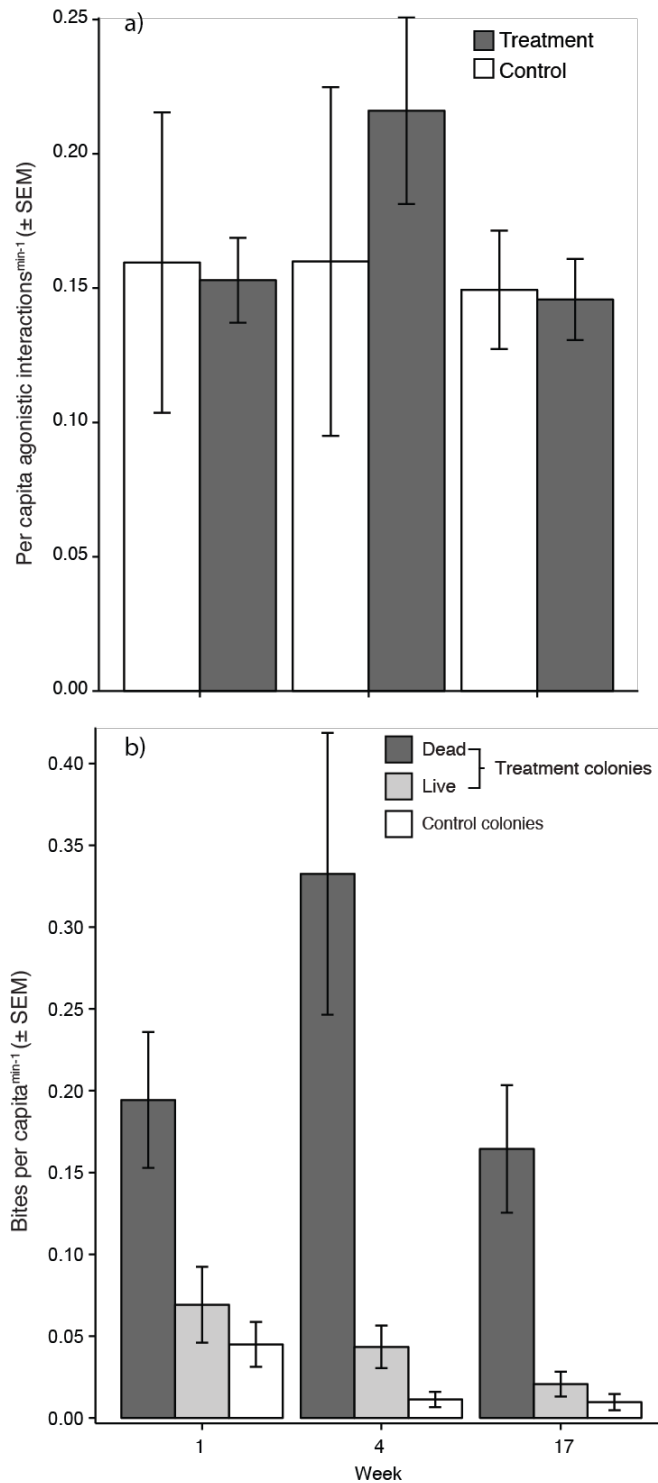 a)
Treatment
Control
Per capita agonistic interactions^min-1 (± SEM)
0.25
0.20
0.15
0.10
0.05
0.00
b)
Dead
Live
Treatment colonies
Control colonies
Bites per capita^min-1 (± SEM)
0.40
0.35
0.30
0.25
0.20
0.15
0.10
0.05
0.00
1 4 17
Week